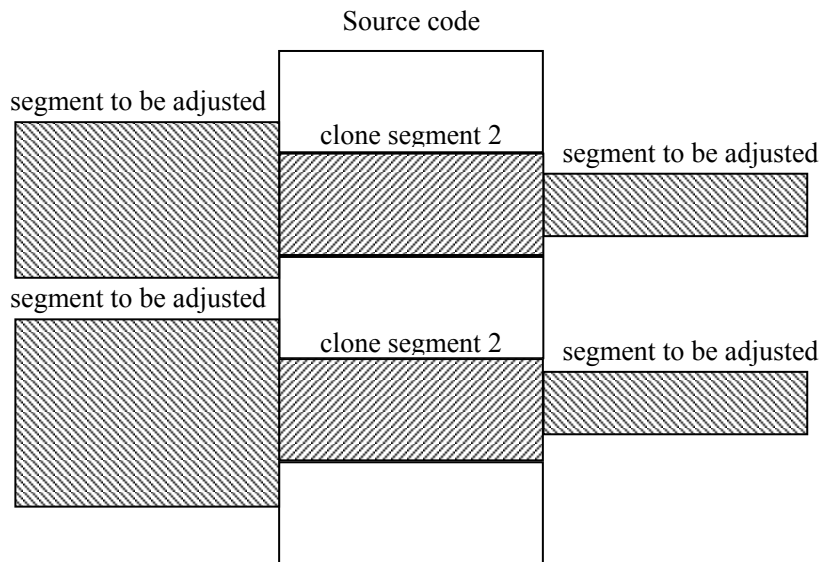 Source code
segment to be adjusted
clone segment 2
segment to be adjusted
segment to be adjusted
clone segment 2
segment to be adjusted